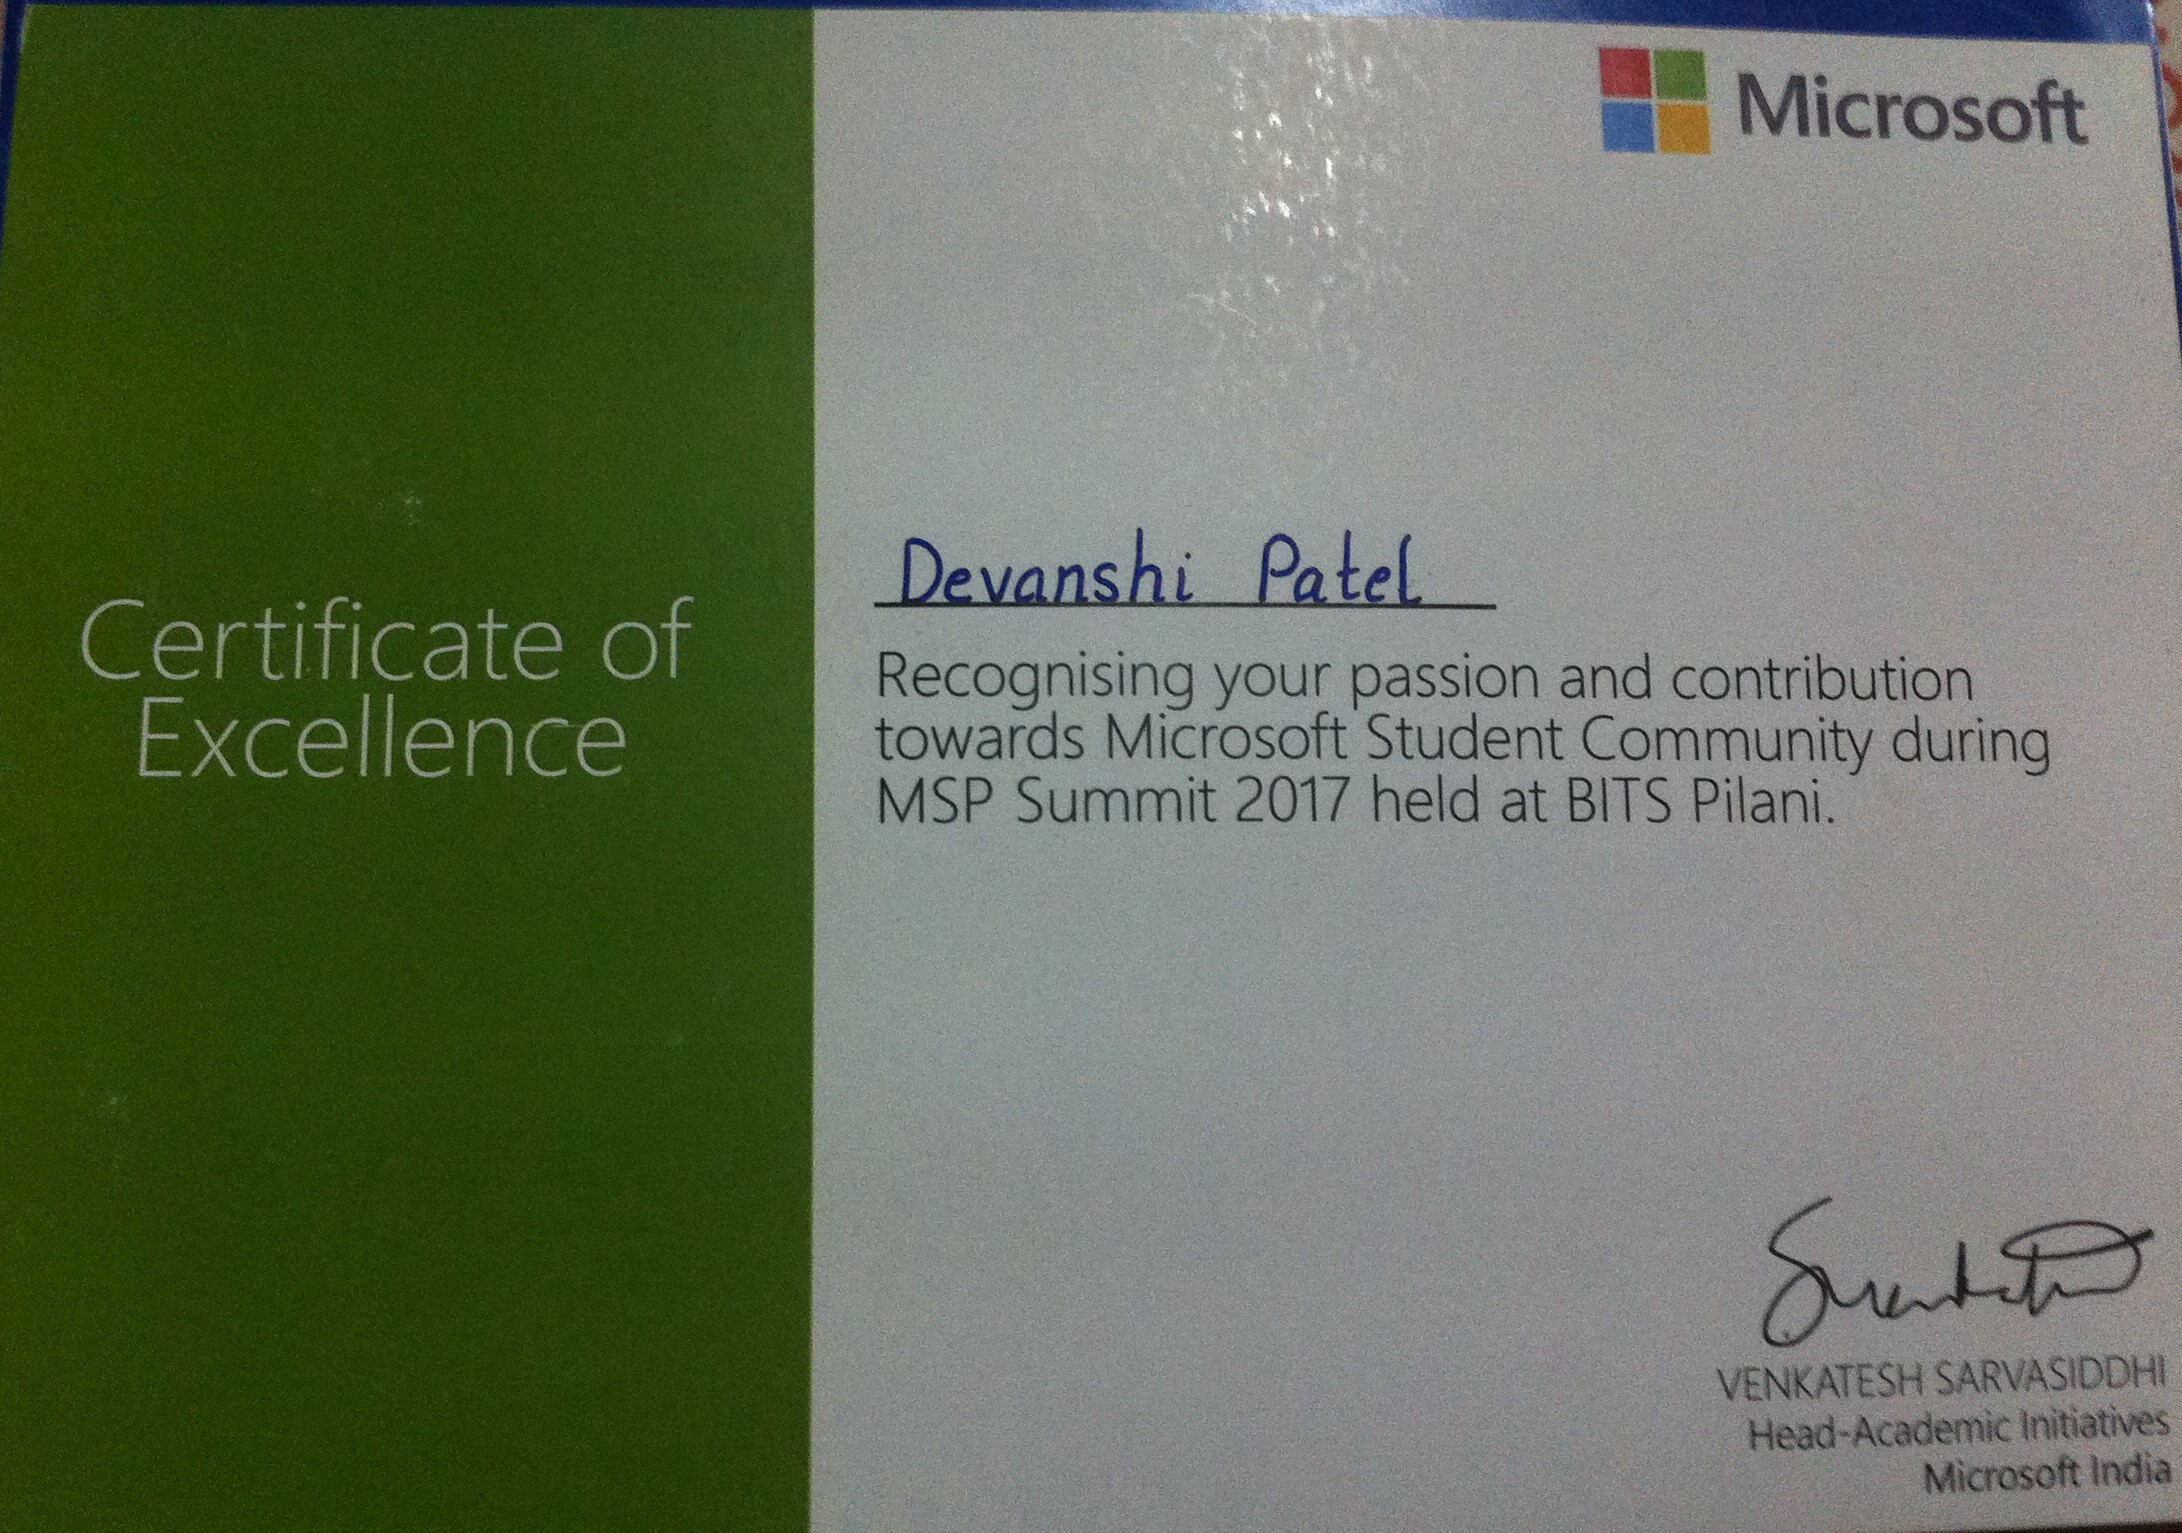 Microsoft
Certificate of
Excellence
Devanshi Patel
Recognising your passion and contribution
towards Microsoft Student Community during
MSP Summit 2017 held at BITS Pilani.
VENKATESH SARVASIDDHI
Head-Academic Initiatives
Microsoft India